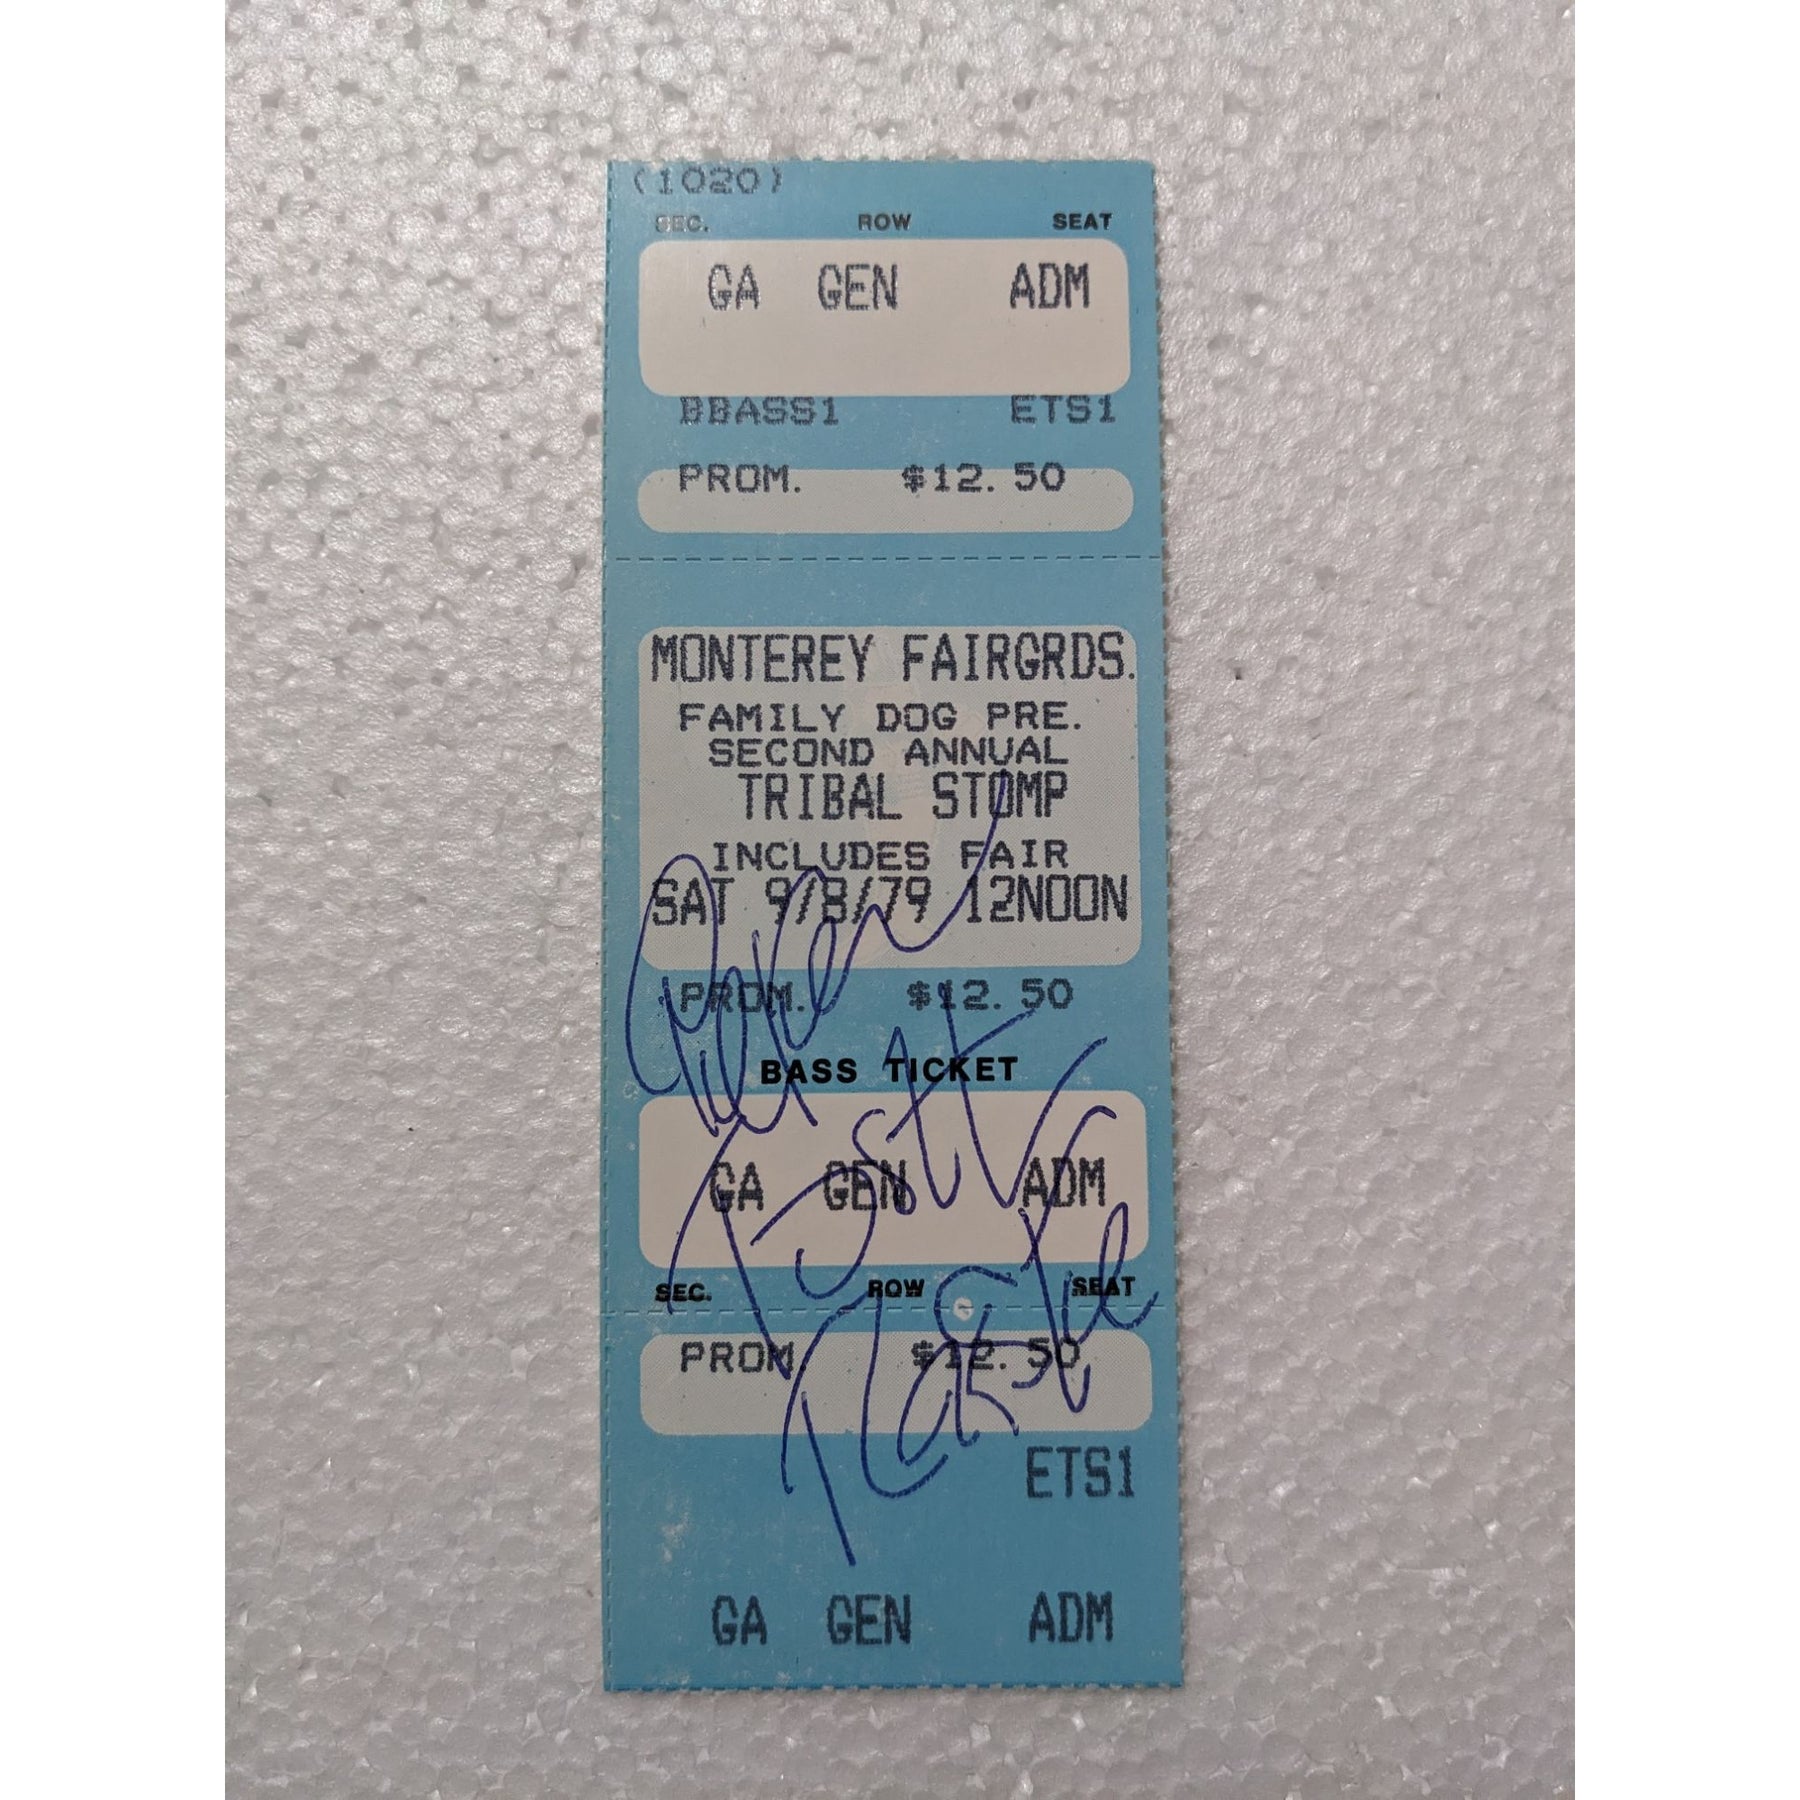 (1020)
SEC. ROW SEAT
GA GEN ADM
BBASS1 ETS1
PROM. $12.50
MONTEREY FAIRGRDS.
FAMILY DOG PRE.
SECOND ANNUAL
TRIBAL STOMP
INCLUDES FAIR
SAT 9/8/79 12NOON
PROM. $12.50
BASS TICKET
GA GEN ADM
SEC. ROW SEAT
PROM. $12.50
ETS1
GA GEN ADM